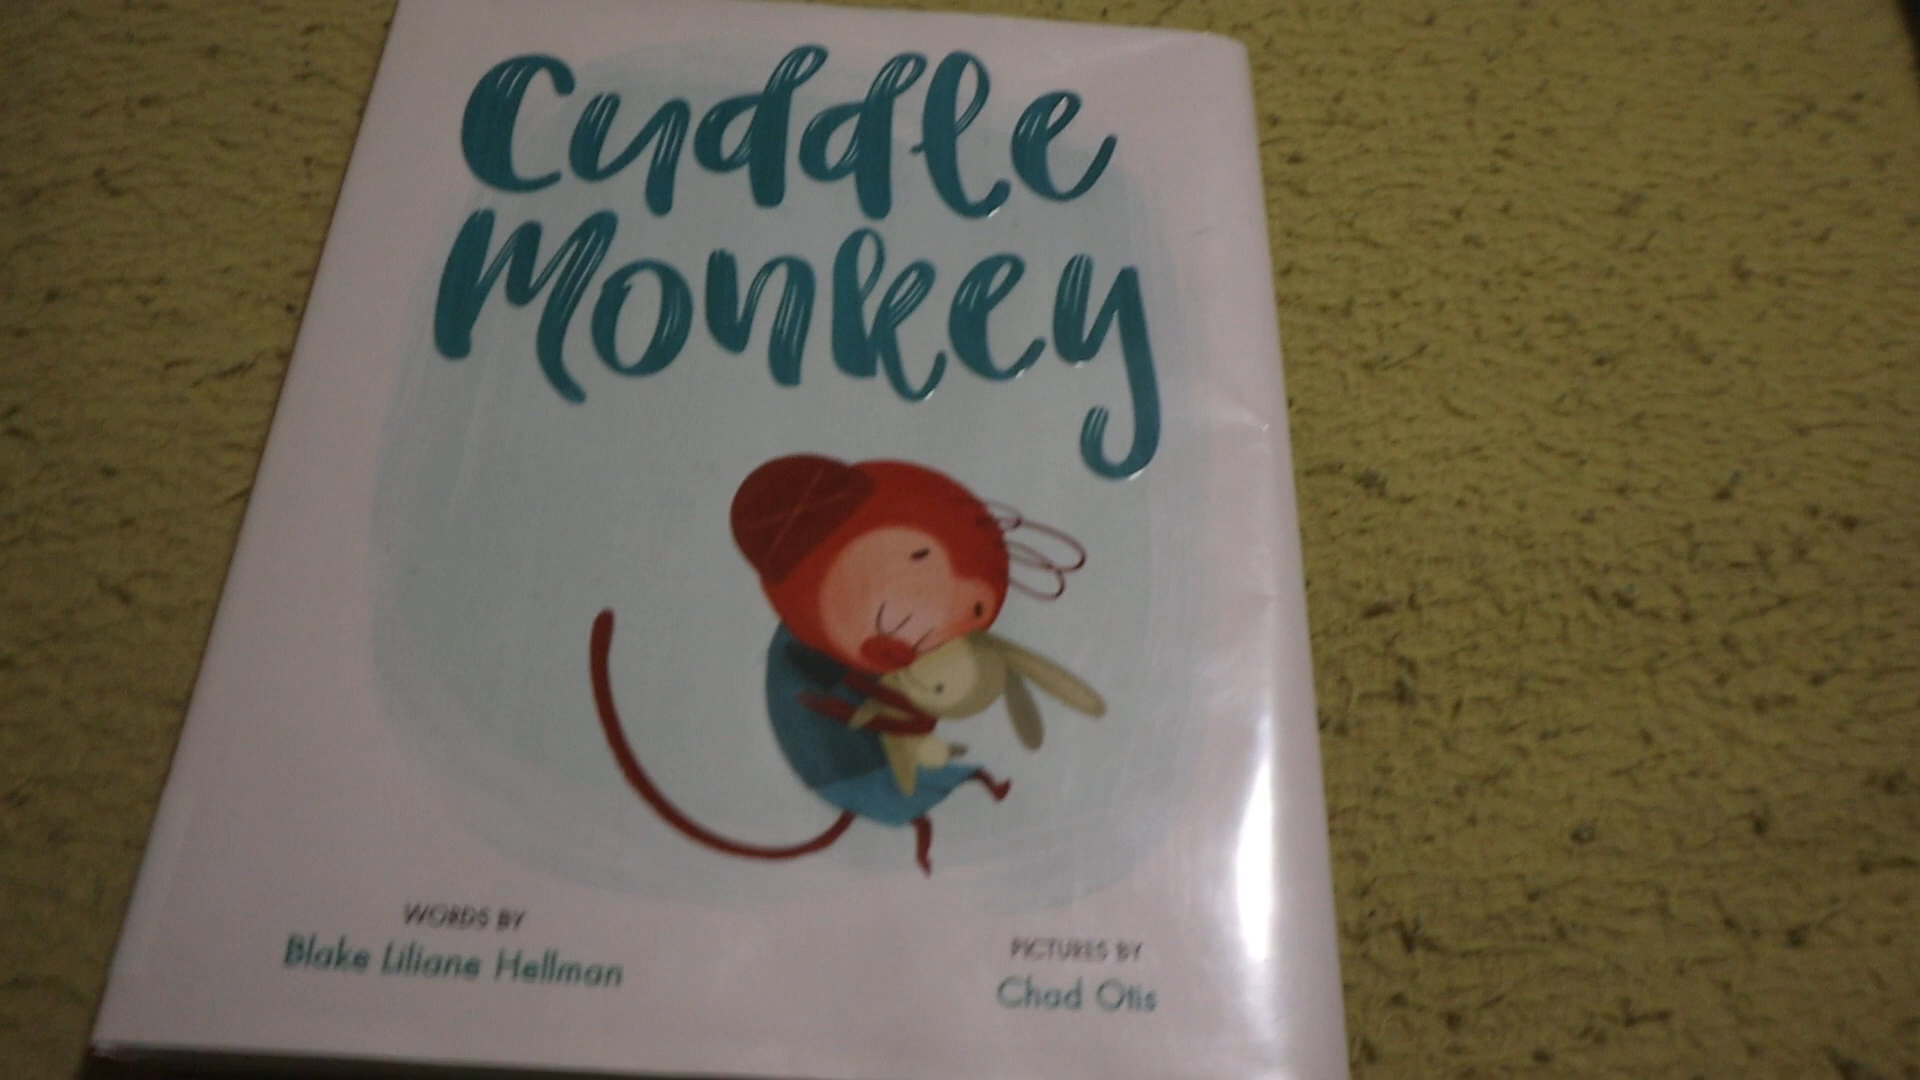 Cuddle
Monkey
WORDS BY
Blake Liliane Hellman
PICTURES BY
Chad Otis